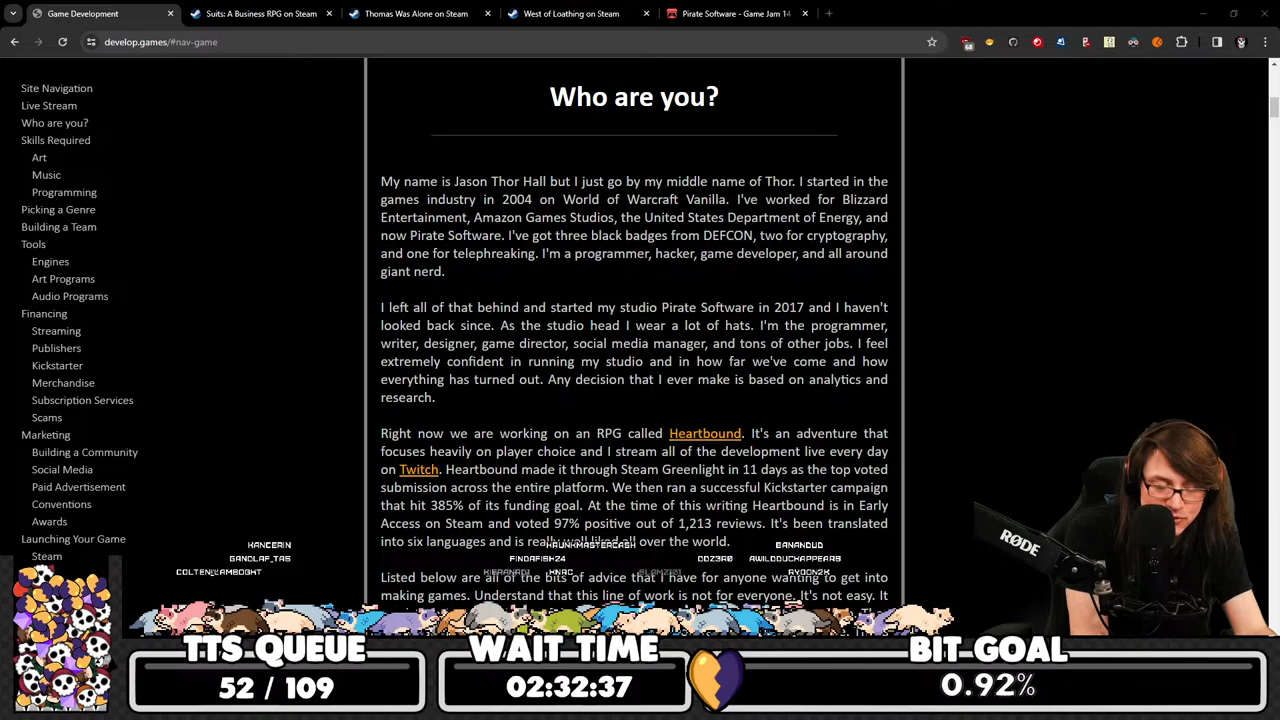 Game Development
Suits: A Business RPG on Steam
Thomas Was Alone on Steam
West of Loathing on Steam
Pirate Software - Game Jam 14
develop.games/#nav-game
Site Navigation
Live Stream
Who are you?
Skills Required
Art
Music
Programming
Picking a Genre
Building a Team
Tools
Engines
Art Programs
Audio Programs
Financing
Streaming
Publishers
Kickstarter
Merchandise
Subscription Services
Scams
Marketing
Building a Community
Social Media
Paid Advertisement
Conventions
Awards
Launching Your Game
Steam
Who are you?
My name is Jason Thor Hall but I just go by my middle name of Thor. I started in the
games industry in 2004 on World of Warcraft Vanilla. I've worked for Blizzard
Entertainment, Amazon Games Studios, the United States Department of Energy, and
now Pirate Software. I've got three black badges from DEFCON, two for cryptography,
and one for telephreaking. I'm a programmer, hacker, game developer, and all around
giant nerd.
I left all of that behind and started my studio Pirate Software in 2017 and I haven't
looked back since. As the studio head I wear a lot of hats. I'm the programmer,
writer, designer, game director, social media manager, and tons of other jobs. I feel
extremely confident in running my studio and in how far we've come and how
everything has turned out. Any decision that I ever make is based on analytics and
research.
Right now we are working on an RPG called Heartbound. It's an adventure that
focuses heavily on player choice and I stream all of the development live every day
on Twitch. Heartbound made it through Steam Greenlight in 11 days as the top voted
submission across the entire platform. We then ran a successful Kickstarter campaign
that hit 385% of its funding goal. At the time of this writing Heartbound is in Early
Access on Steam and voted 97% positive out of 1,213 reviews. It's been translated
into six languages and is really well liked all over the world.
Listed below are all of the bits of advice that I have for anyone wanting to get into
making games. Understand that this line of work is not for everyone. It's not easy. It
KANCERIN
GANOLAF_TAS
KRUNKMASTERCASH
FINDAFISH24
KNRC
BANANDUD
AWILDDUCKAPPEARS
RYOON2K
RØDE
TTS QUEUE
52 / 109
WAIT TIME
02:32:37
BIT GOAL
0.92%